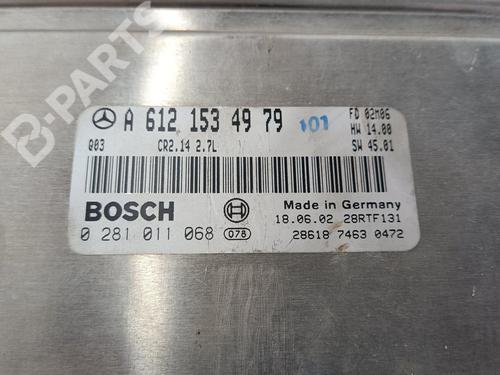 B-PARTS
A 612 153 49 79 101 FD 02M06
HW 14.00
Q03 CR2.14 2.7L SW 45.01
BOSCH Made in Germany
18.06.02 28RTF131
0 281 011 068 078 28618 7463 0472